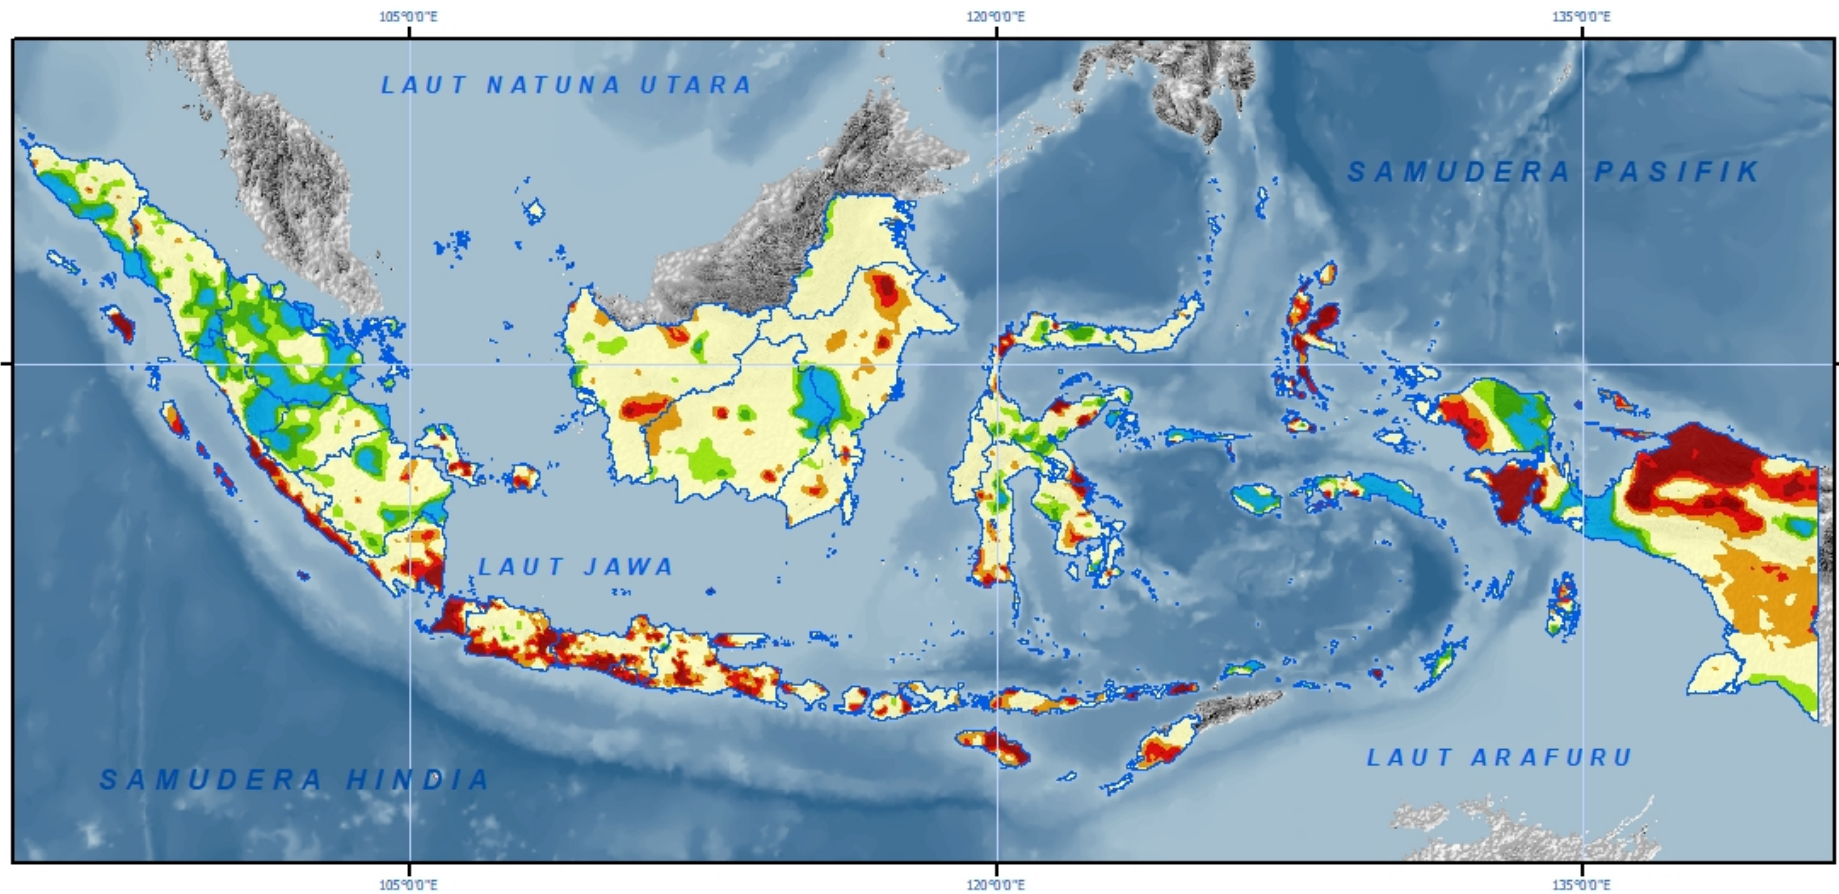 105°0'0"E 120°0'0"E 135°0'0"E
LAUT NATUNA UTARA
SAMUDERA PASIFIK
LAUT JAWA
LAUT ARAFURU
SAMUDERA HINDIA
105°0'0"E 120°0'0"E 135°0'0"E